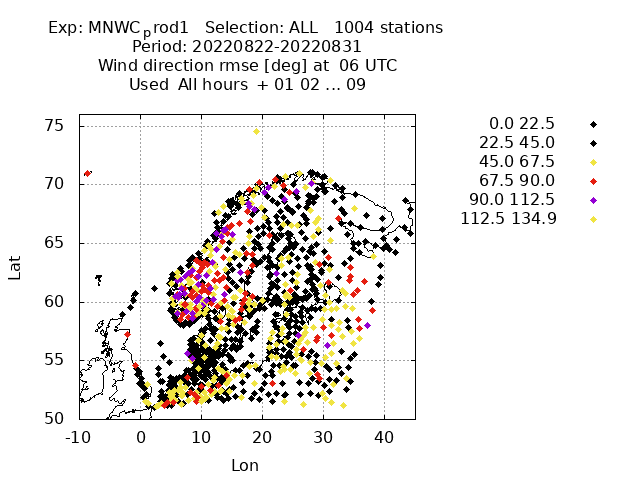 Exp: MNWCprod1 Selection: ALL 1004 stations
Period: 20220822-20220831
Wind direction rmse [deg] at 06 UTC
Used All hours + 01 02 ... 09
0.0 22.5
22.5 45.0
45.0 67.5
67.5 90.0
90.0 112.5
112.5 134.9
75
70
65
60
55
50
Lat
-10 0 10 20 30 40
Lon